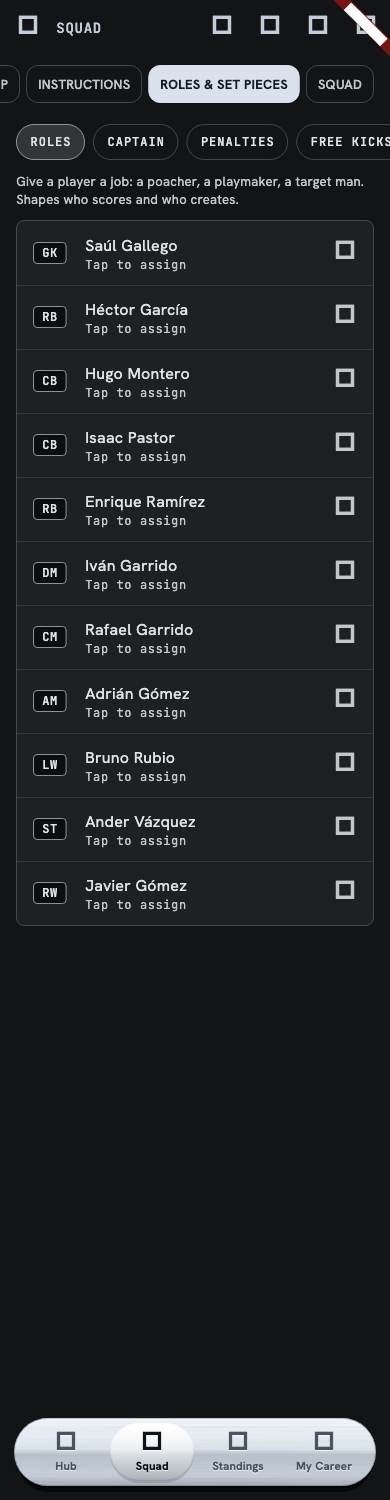 SQUAD
P INSTRUCTIONS ROLES & SET PIECES SQUAD
ROLES CAPTAIN PENALTIES FREE KICKS
Give a player a job: a poacher, a playmaker, a target man.
Shapes who scores and who creates.
GK Saúl Gallego
Tap to assign
RB Héctor García
Tap to assign
CB Hugo Montero
Tap to assign
CB Isaac Pastor
Tap to assign
RB Enrique Ramírez
Tap to assign
DM Iván Garrido
Tap to assign
CM Rafael Garrido
Tap to assign
AM Adrián Gómez
Tap to assign
LW Bruno Rubio
Tap to assign
ST Ander Vázquez
Tap to assign
RW Javier Gómez
Tap to assign
Hub Squad Standings My Career